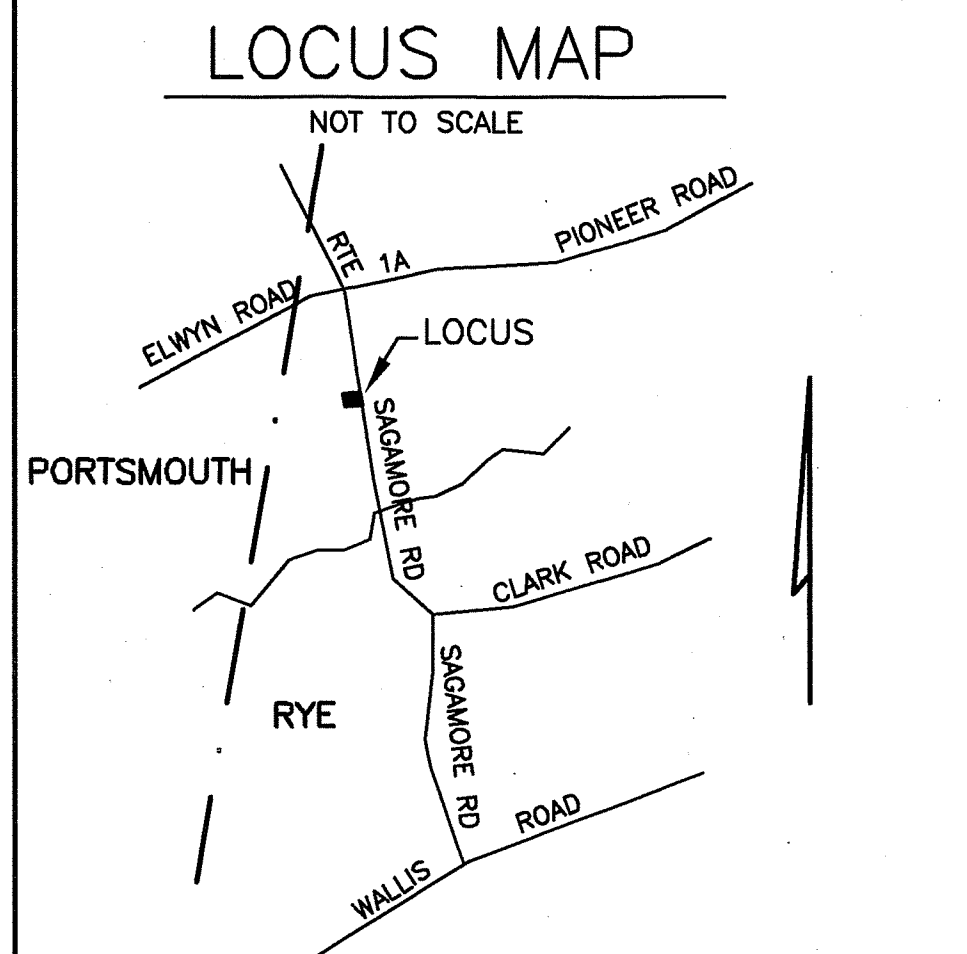 LOCUS MAP
NOT TO SCALE
PIONEER ROAD
RTE 1A
ELWYN ROAD
LOCUS
SAGAMORE RD
PORTSMOUTH
CLARK ROAD
SAGAMORE RD
RYE
WALLIS ROAD